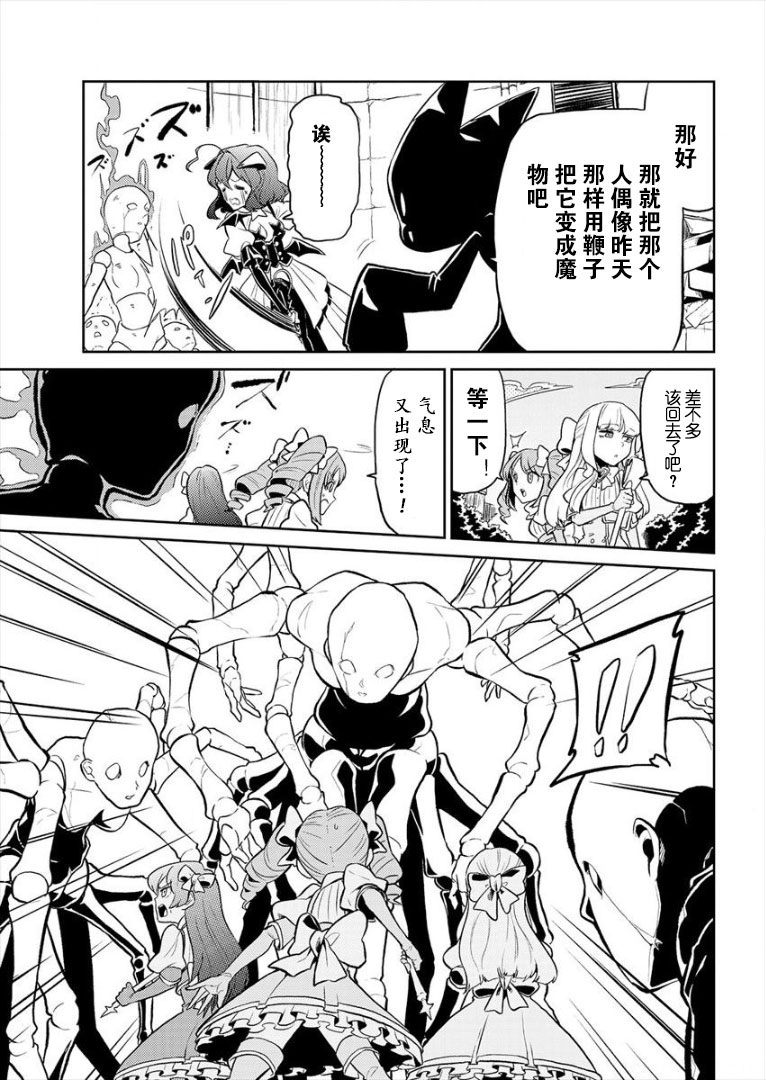 那好
那就把那个
人偶像昨天
那样用鞭子
把它变成魔
物吧
诶〜〜〜〜
ズズズ
差不多
该回去了吧？
等一下！
气息
又出现了…！
ズズ
!!